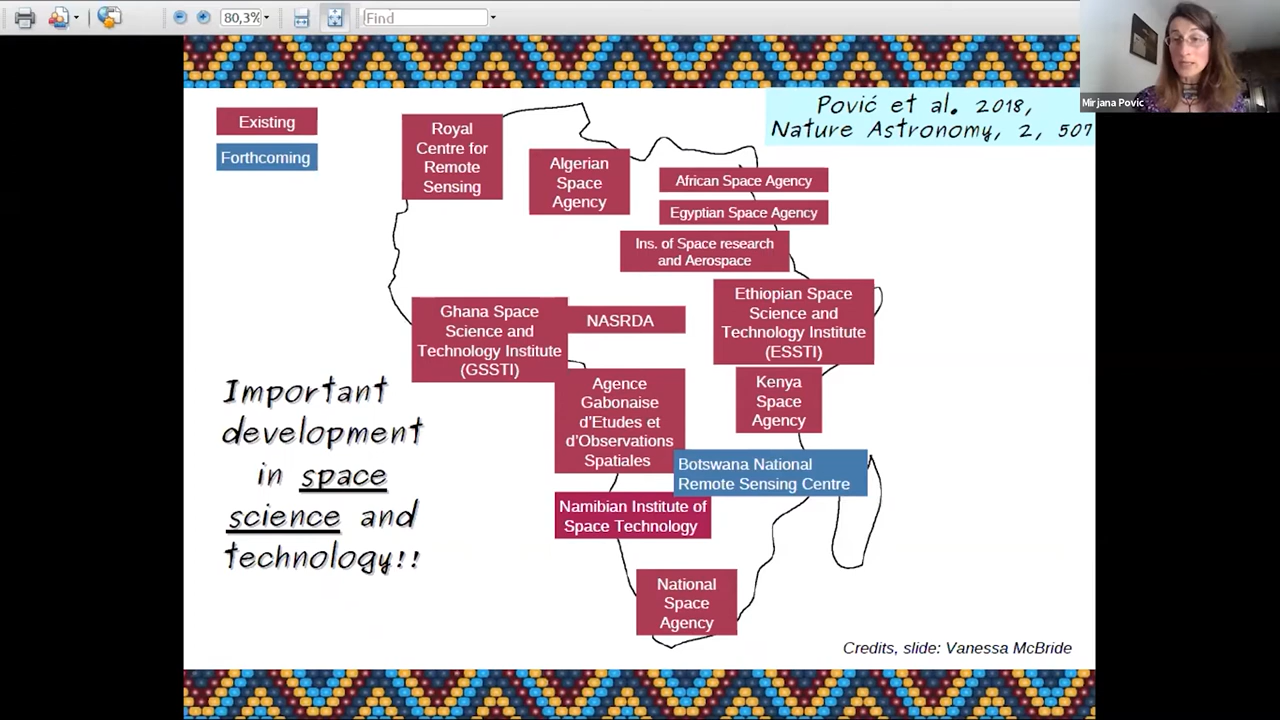 80,3%
Find
Mirjana Povic
Pović et al. 2018,
Nature Astronomy, 2, 507
Existing
Forthcoming
Royal
Centre for
Remote
Sensing
Algerian
Space
Agency
African Space Agency
Egyptian Space Agency
Ins. of Space research
and Aerospace
Ethiopian Space
Science and
Technology Institute
(ESSTI)
Ghana Space
Science and
Technology Institute
(GSSTI)
NASRDA
Kenya
Space
Agency
Agence
Gabonaise
d'Etudes et
d'Observations
Spatiales
Botswana National
Remote Sensing Centre
Namibian Institute of
Space Technology
National
Space
Agency
Important
development
in space
science and
technology!!
Credits, slide: Vanessa McBride